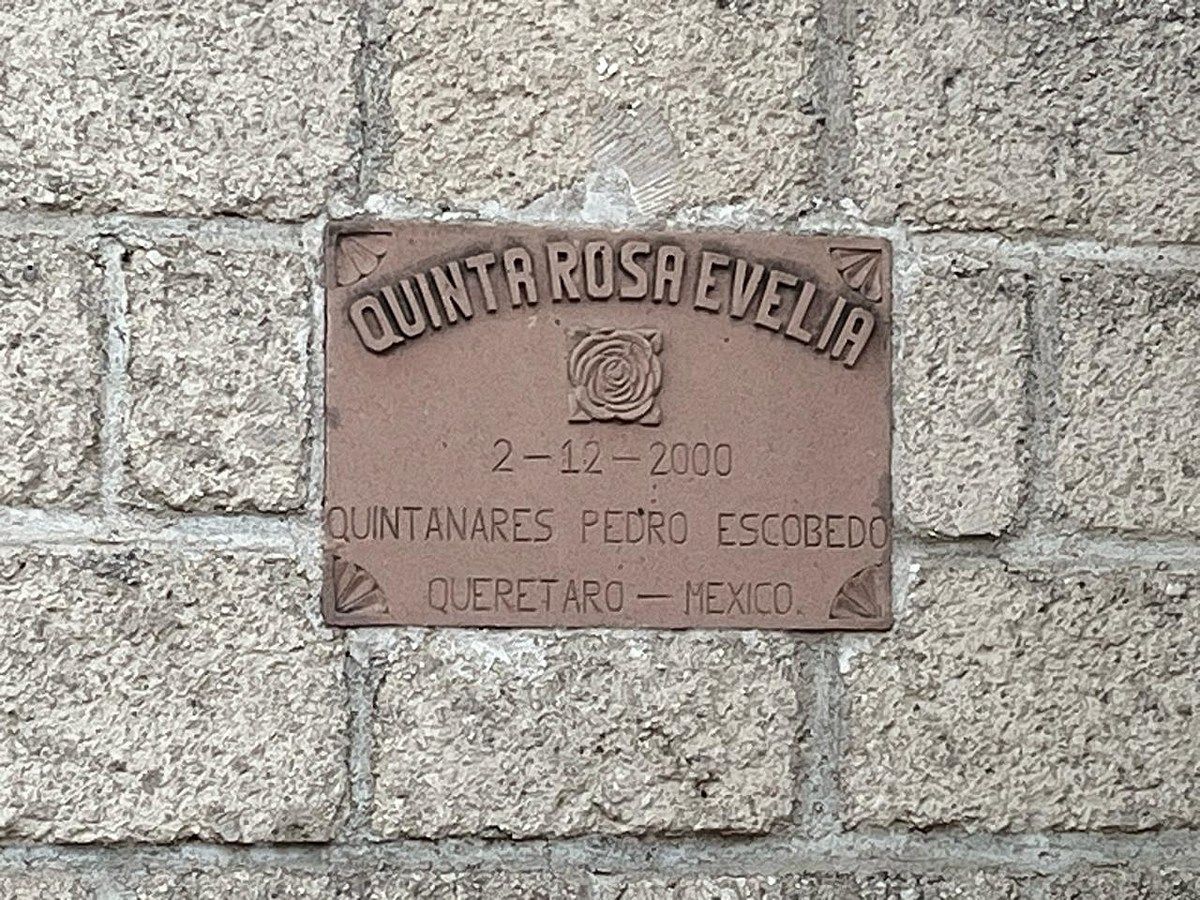 QUINTA ROSA EVELIA
2-12-2000
QUINTANARES PEDRO ESCOBEDO
QUERETARO-MEXICO.